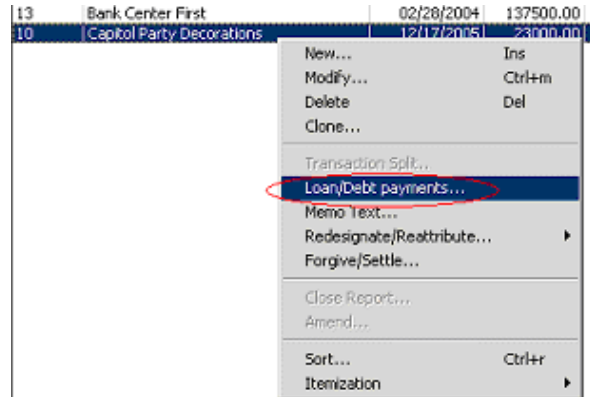 13 Bank Center First 02/28/2004 137500.00
10 Capitol Party Decorations 12/17/2005 23000.00
New... Ins
Modify... Ctrl+m
Delete Del
Clone...
Transaction Split...
Loan/Debt payments...
Memo Text...
Redesignate/Reattribute...
Forgive/Settle...
Close Report...
Amend...
Sort... Ctrl+r
Itemization